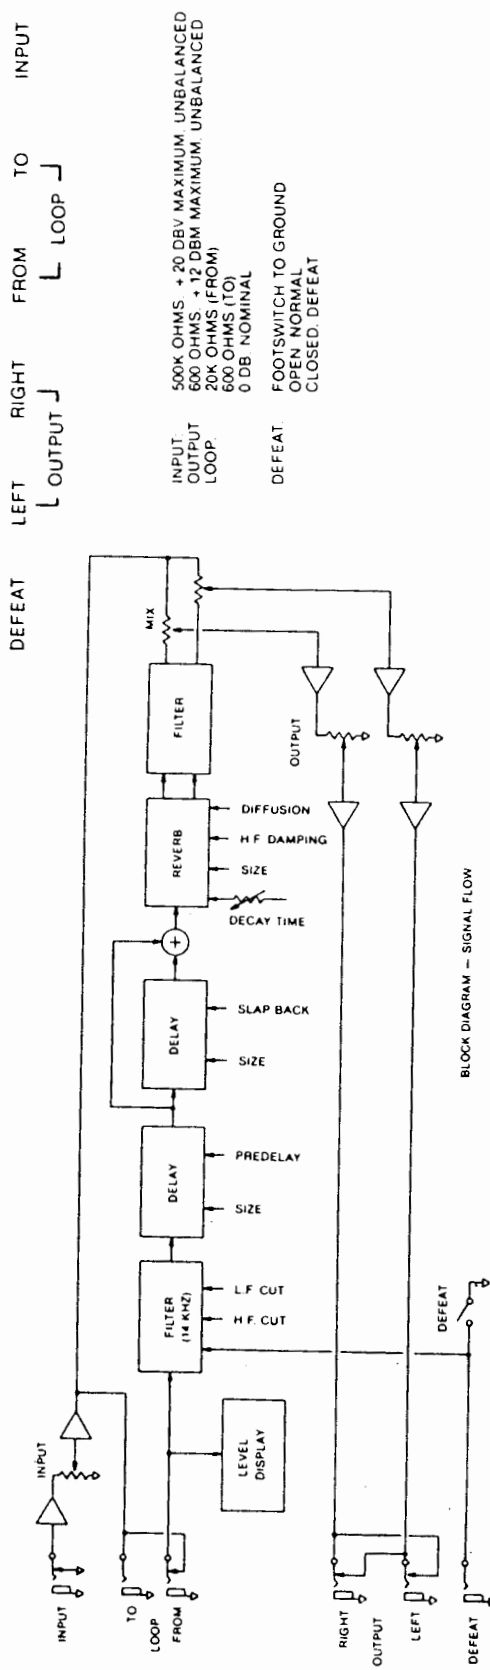 DEFEAT LEFT RIGHT FROM TO INPUT
OUTPUT LOOP
INPUT. 500K OHMS. + 20 DBV MAXIMUM. UNBALANCED
OUTPUT 600 OHMS. + 12 DBM MAXIMUM. UNBALANCED
LOOP. 20K OHMS (FROM)
600 OHMS (TO)
0 DB. NOMINAL
DEFEAT. FOOTSWITCH TO GROUND
OPEN NORMAL
CLOSED. DEFEAT
INPUT
INPUT
TO
LOOP
FROM
LEVEL
DISPLAY
FILTER
(14 KHZ)
H.F. CUT
L.F. CUT
DELAY
SIZE
PREDELAY
DELAY
SIZE
SLAP BACK
+
REVERB
DECAY TIME
SIZE
H.F. DAMPING
DIFFUSION
FILTER
MIX
OUTPUT
RIGHT
OUTPUT
LEFT
DEFEAT
DEFEAT
BLOCK DIAGRAM – SIGNAL FLOW